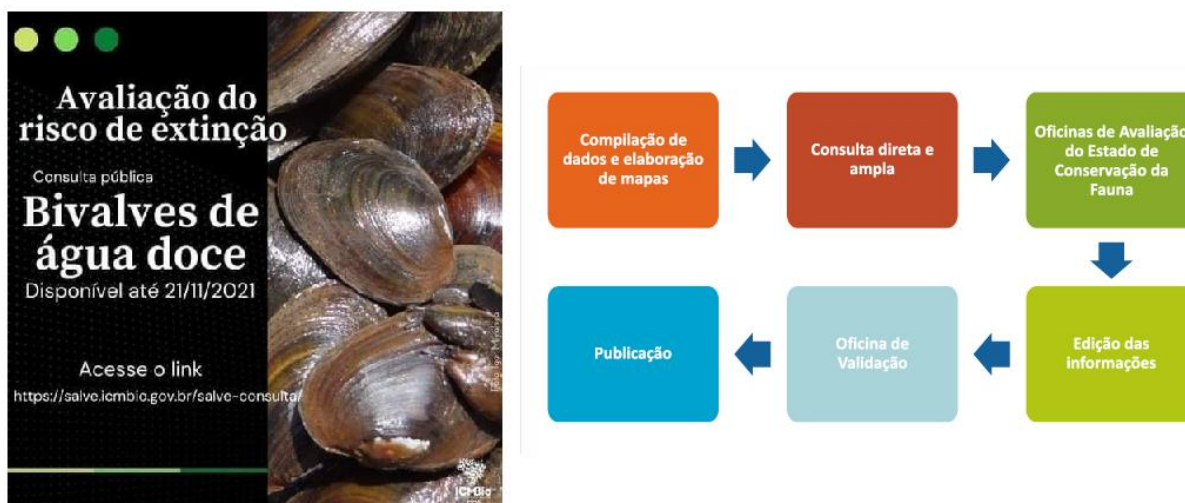 Avaliação do
risco de extinção
Consulta pública
Bivalves de
água doce
Disponível até 21/11/2021
Acesse o link
https://salve.icmbio.gov.br/salve-consulta/
ICMBio
Compilação de
dados e elaboração
de mapas
Consulta direta e
ampla
Oficinas de Avaliação
do Estado de
Conservação da
Fauna
Edição das
informações
Oficina de
Validação
Publicação